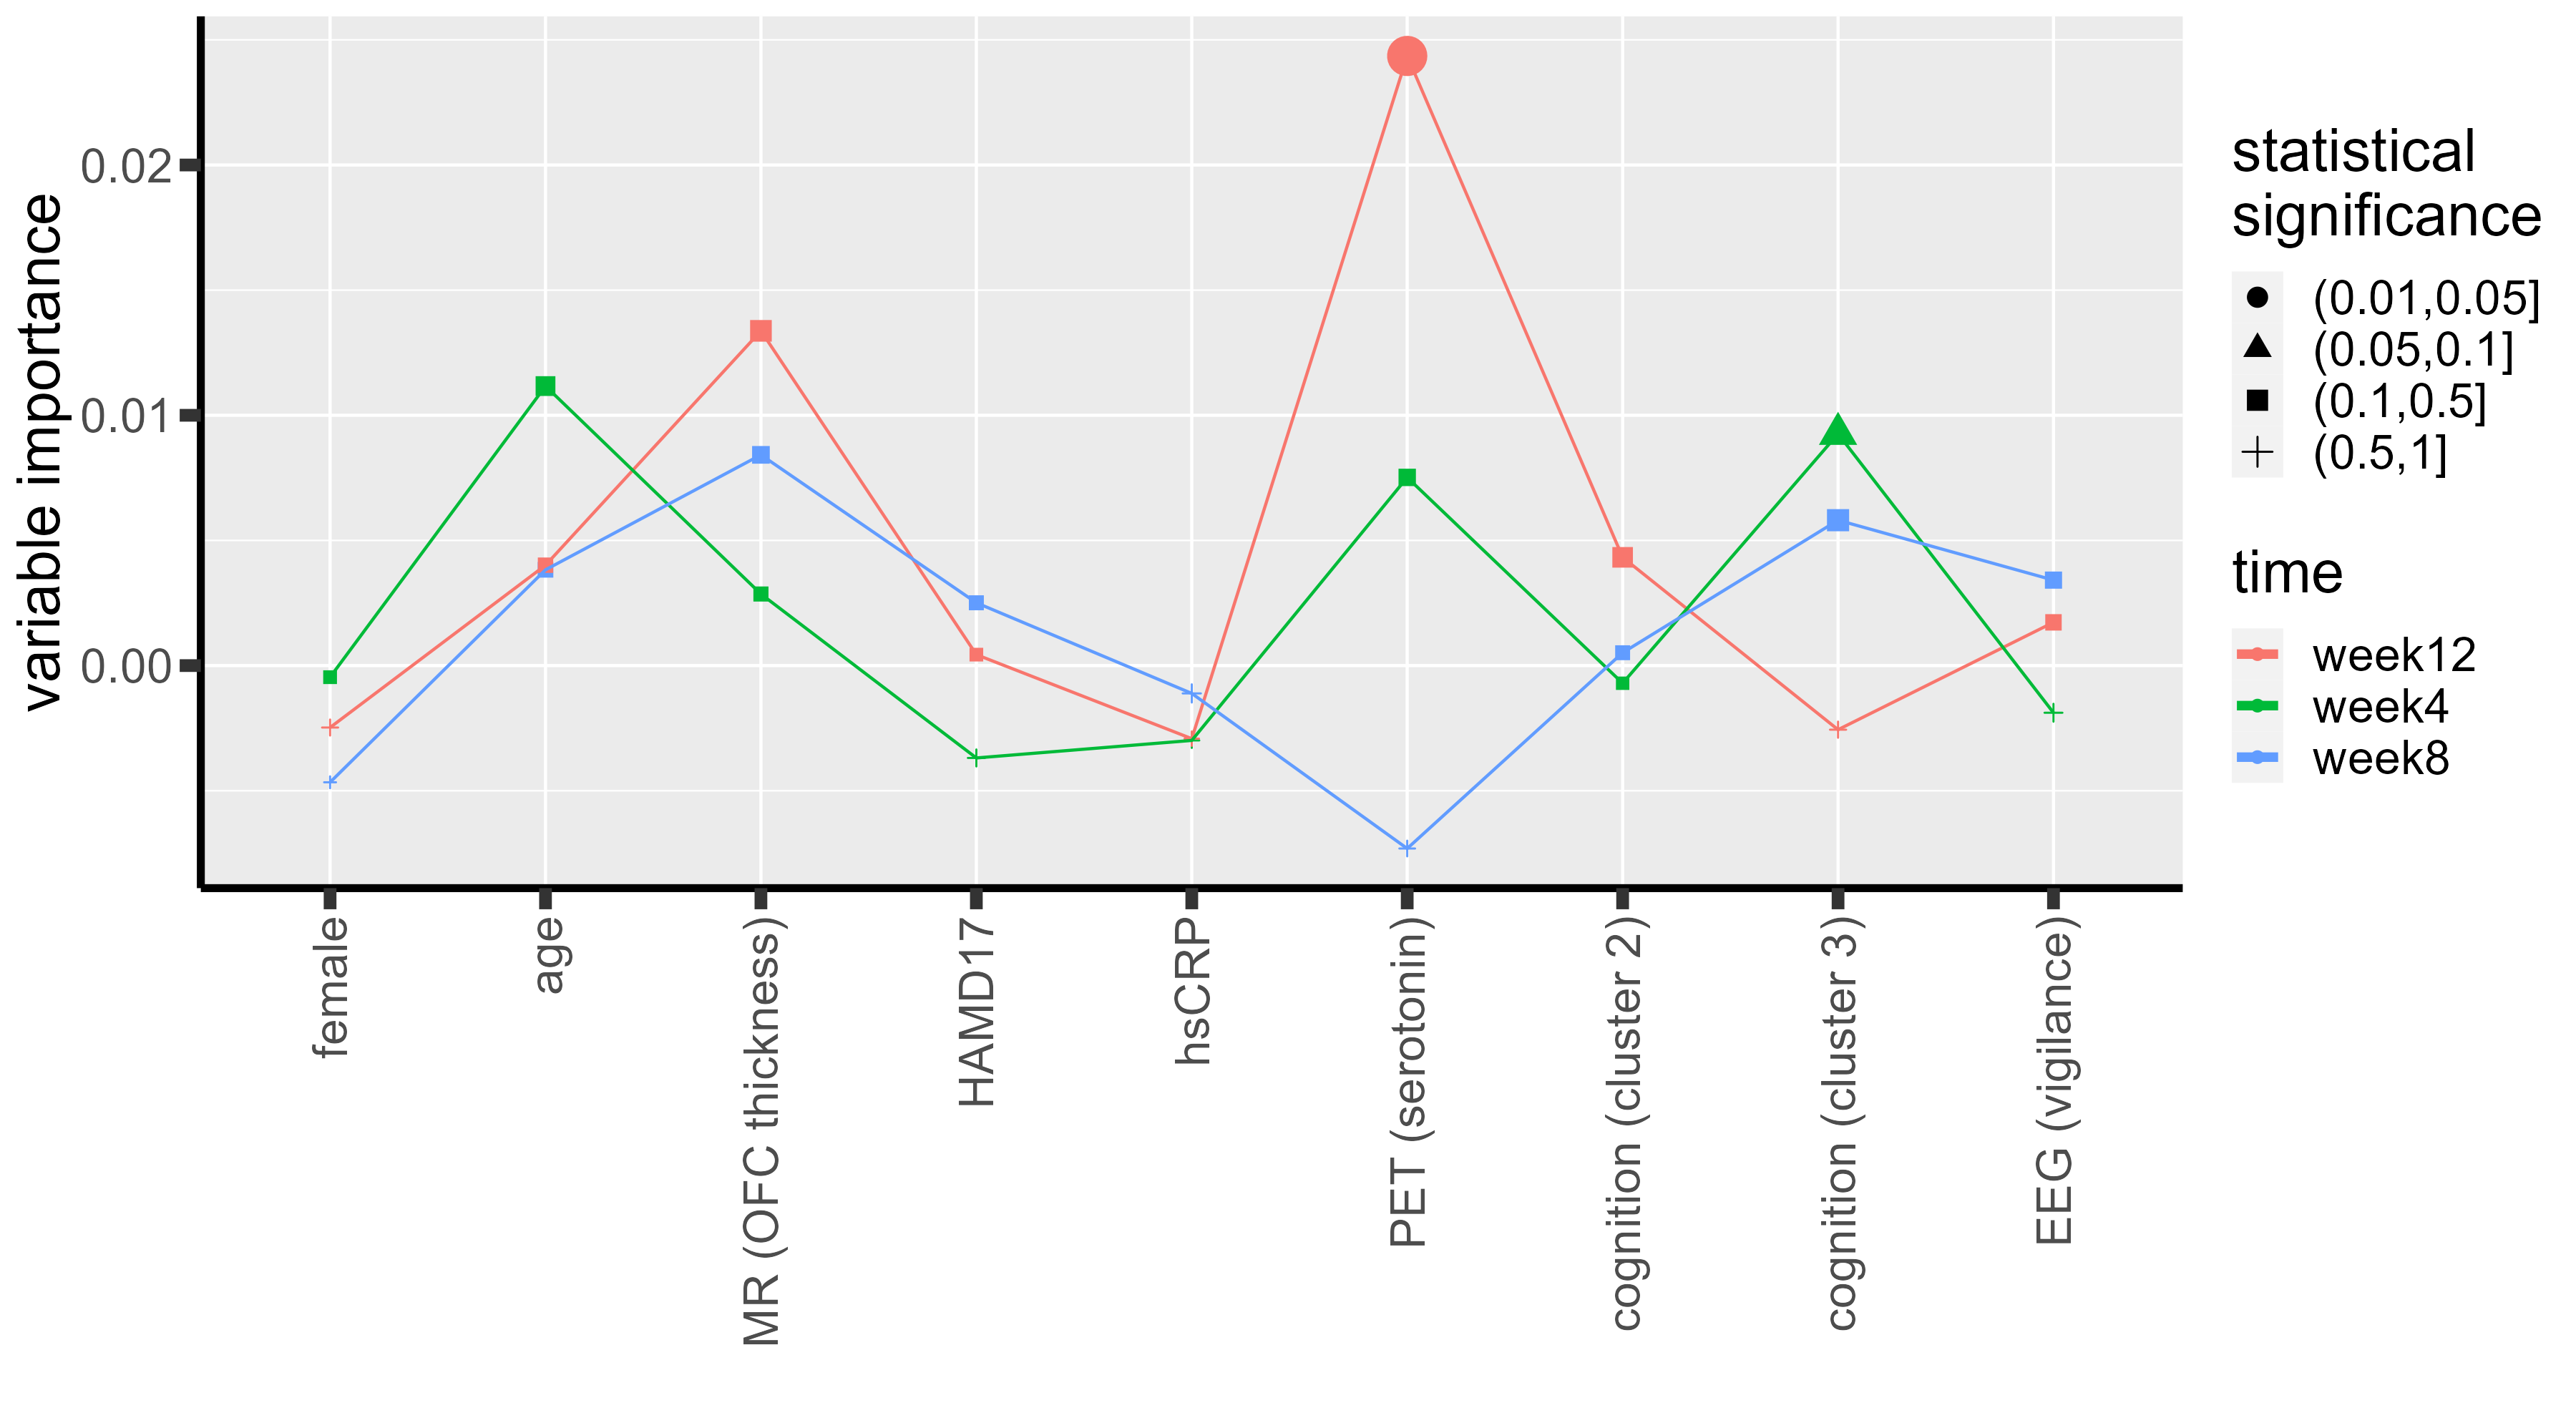 variable importance
0.02
0.01
0.00
female
age
MR (OFC thickness)
HAMD17
hsCRP
PET (serotonin)
cognition (cluster 2)
cognition (cluster 3)
EEG (vigilance)
statistical
significance
(0.01,0.05]
(0.05,0.1]
(0.1,0.5]
(0.5,1]
time
week12
week4
week8